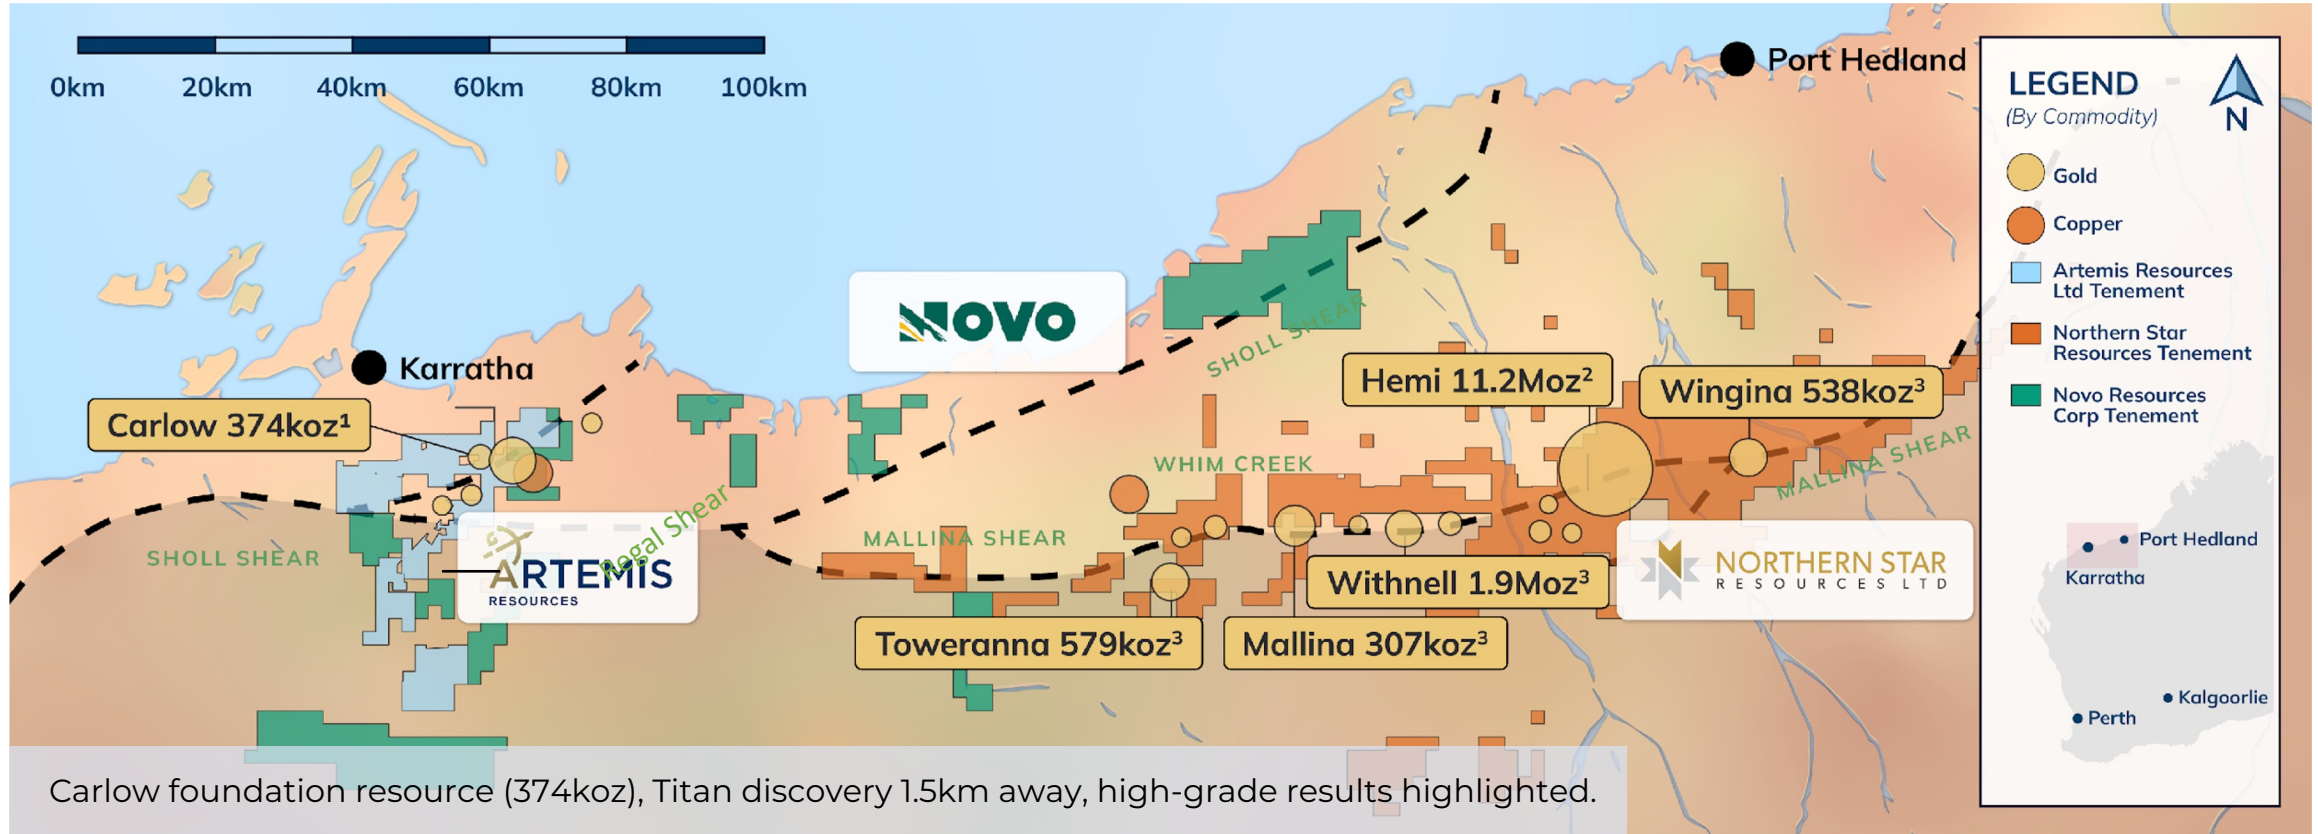 0km 20km 40km 60km 80km 100km
Port Hedland
Karratha
NOVO
SHOLL SHEAR
Carlow 374koz¹
Hemi 11.2Moz²
Wingina 538koz³
WHIM CREEK
MALLINA SHEAR
MALLINA SHEAR
SHOLL SHEAR
Regal Shear
ARTEMIS
RESOURCES
Withnell 1.9Moz³
NORTHERN STAR
RESOURCES LTD
Toweranna 579koz³
Mallina 307koz³
LEGEND
(By Commodity)
N
Gold
Copper
Artemis Resources
Ltd Tenement
Northern Star
Resources Tenement
Novo Resources
Corp Tenement
Port Hedland
Karratha
Kalgoorlie
Perth
Carlow foundation resource (374koz), Titan discovery 1.5km away, high-grade results highlighted.